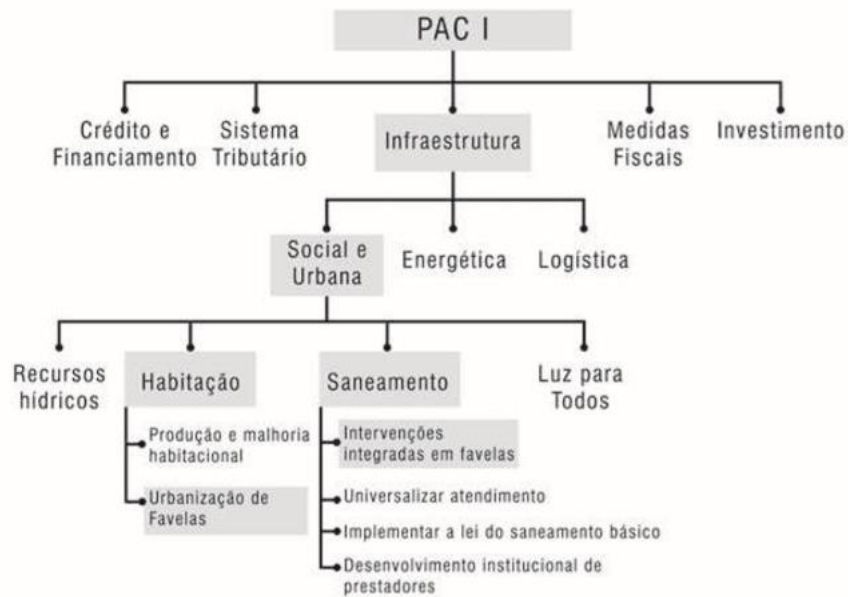 PAC I
Crédito e
Financiamento
Sistema
Tributário
Infraestrutura
Medidas
Fiscais
Investimento
Social e
Urbana
Energética
Logística
Recursos
hídricos
Habitação
Saneamento
Luz para
Todos
Produção e malhoria
habitacional
Urbanização de
Favelas
Intervenções
integradas em favelas
Universalizar atendimento
Implementar a lei do saneamento básico
Desenvolvimento institucional de
prestadores